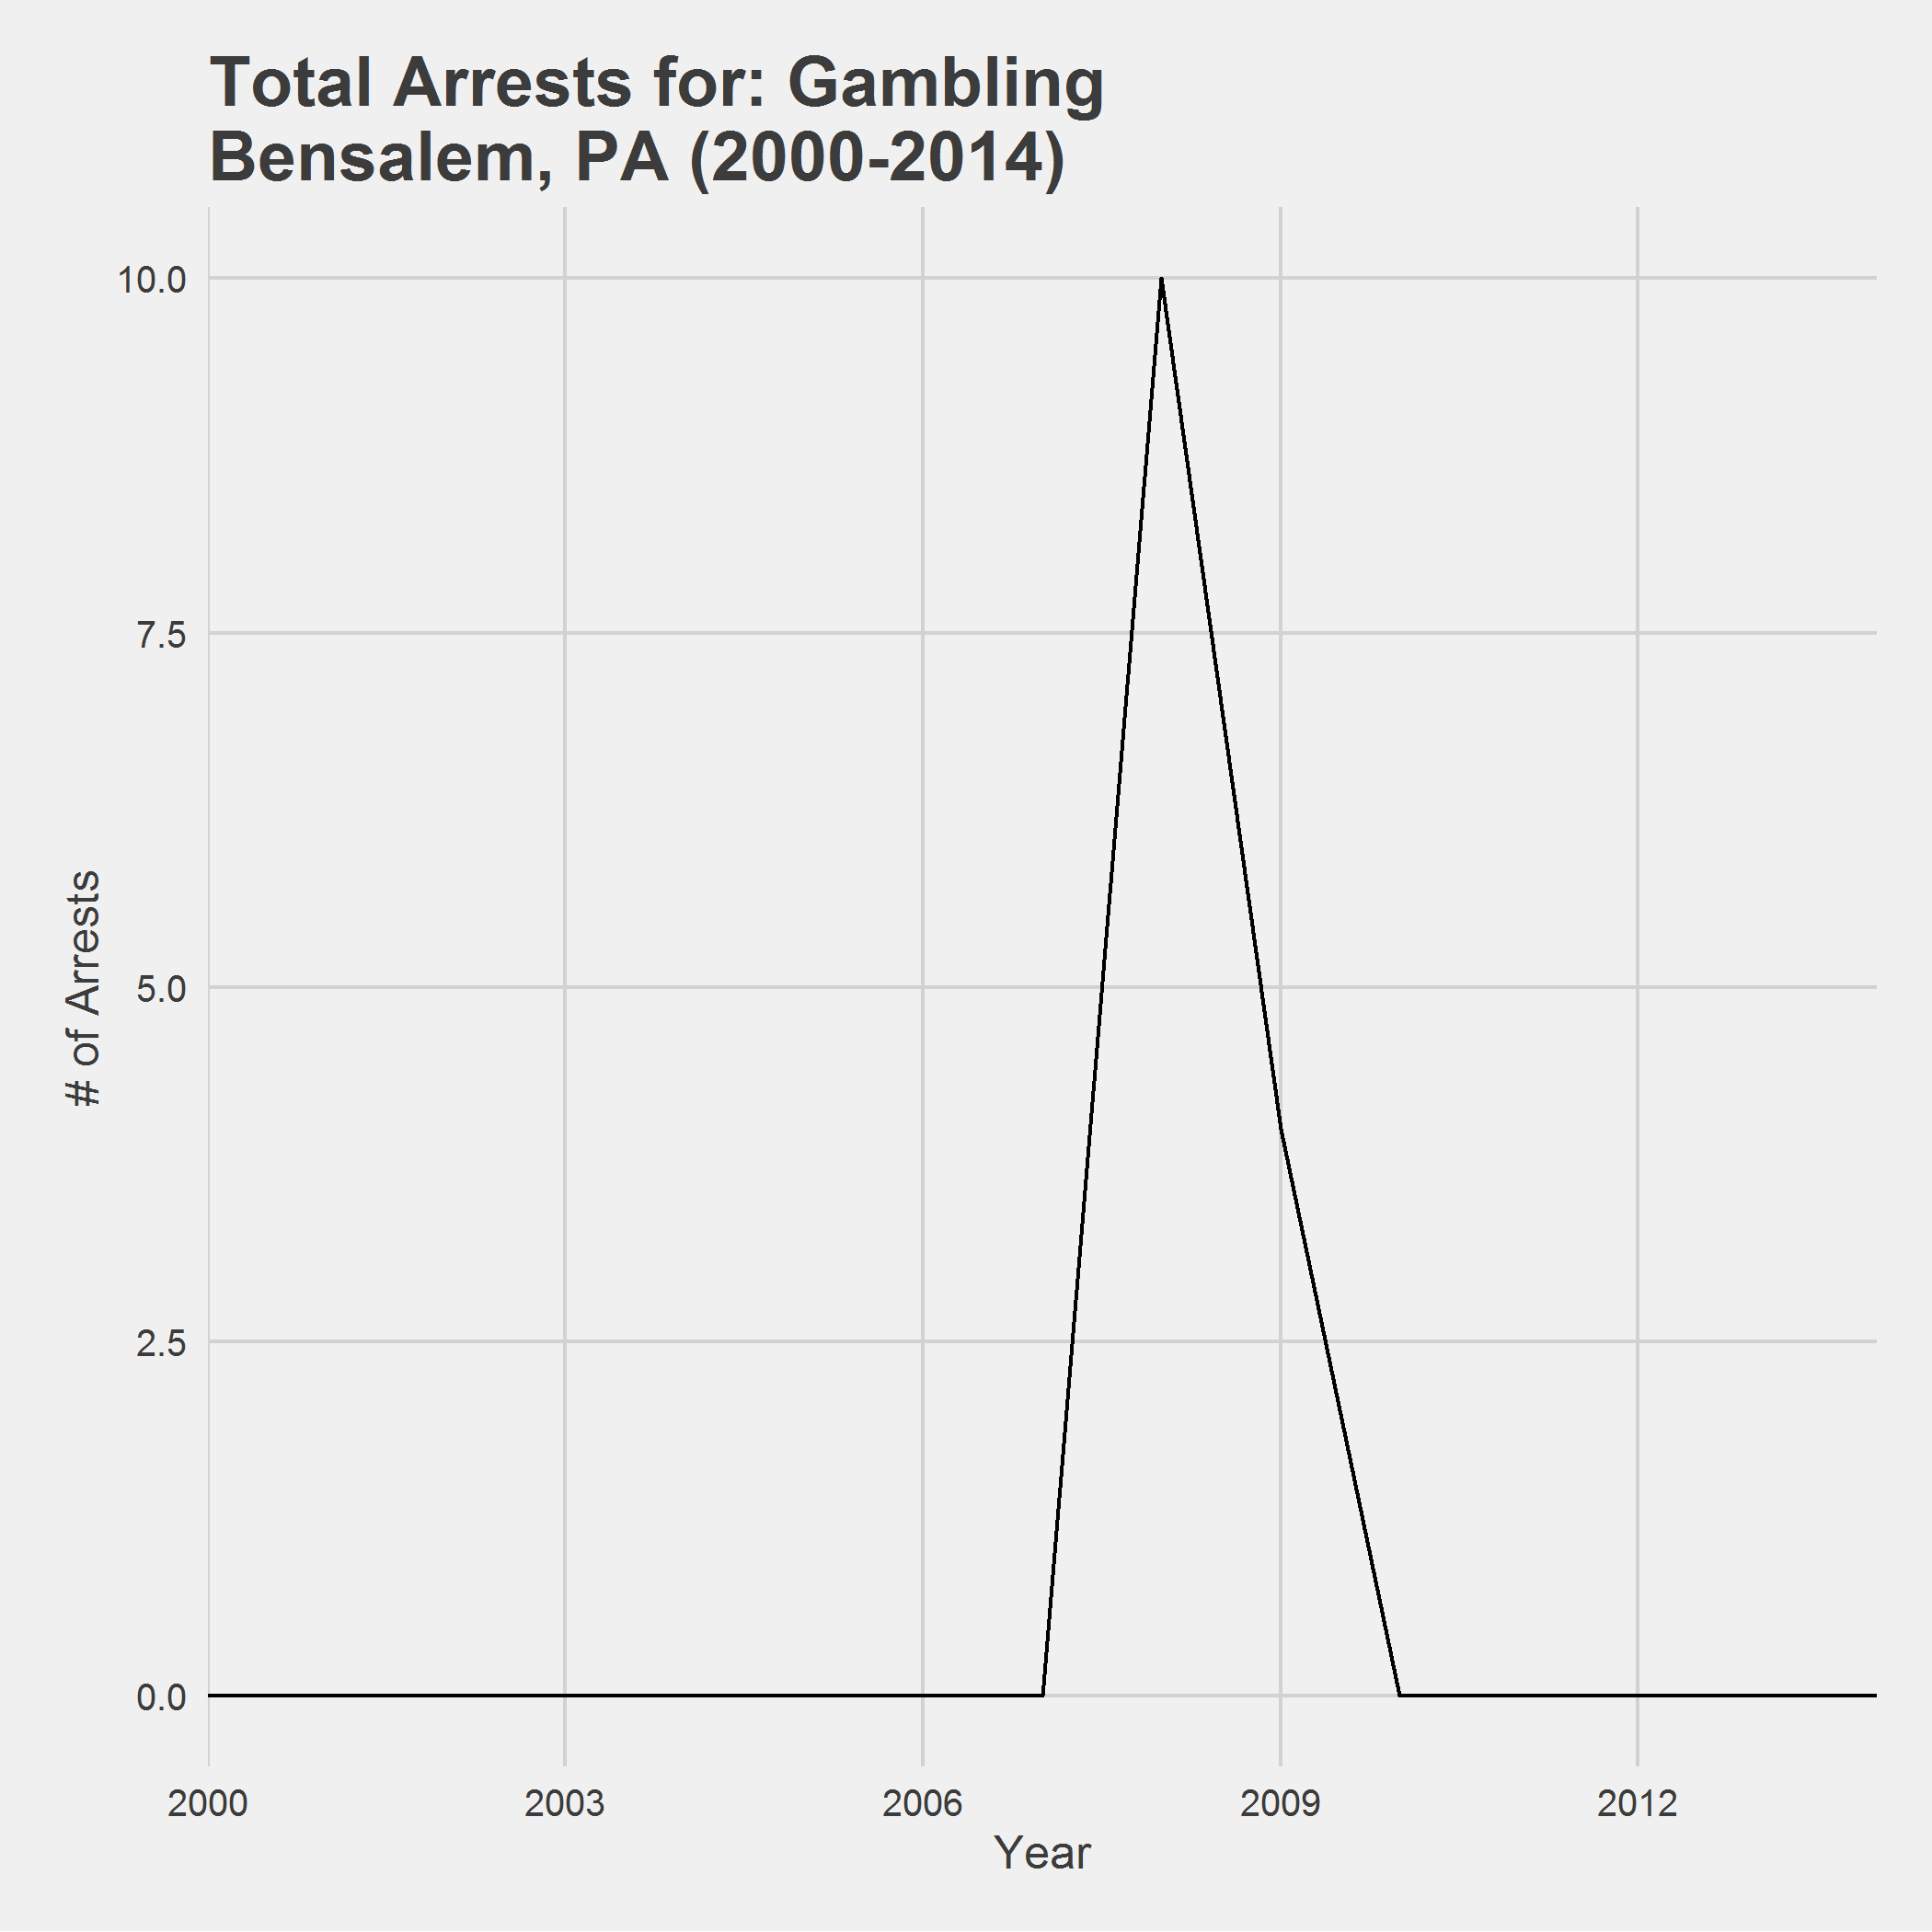 Total Arrests for: Gambling
Bensalem, PA (2000-2014)
10.0
7.5
5.0
2.5
0.0
# of Arrests
2000 2003 2006 2009 2012
Year